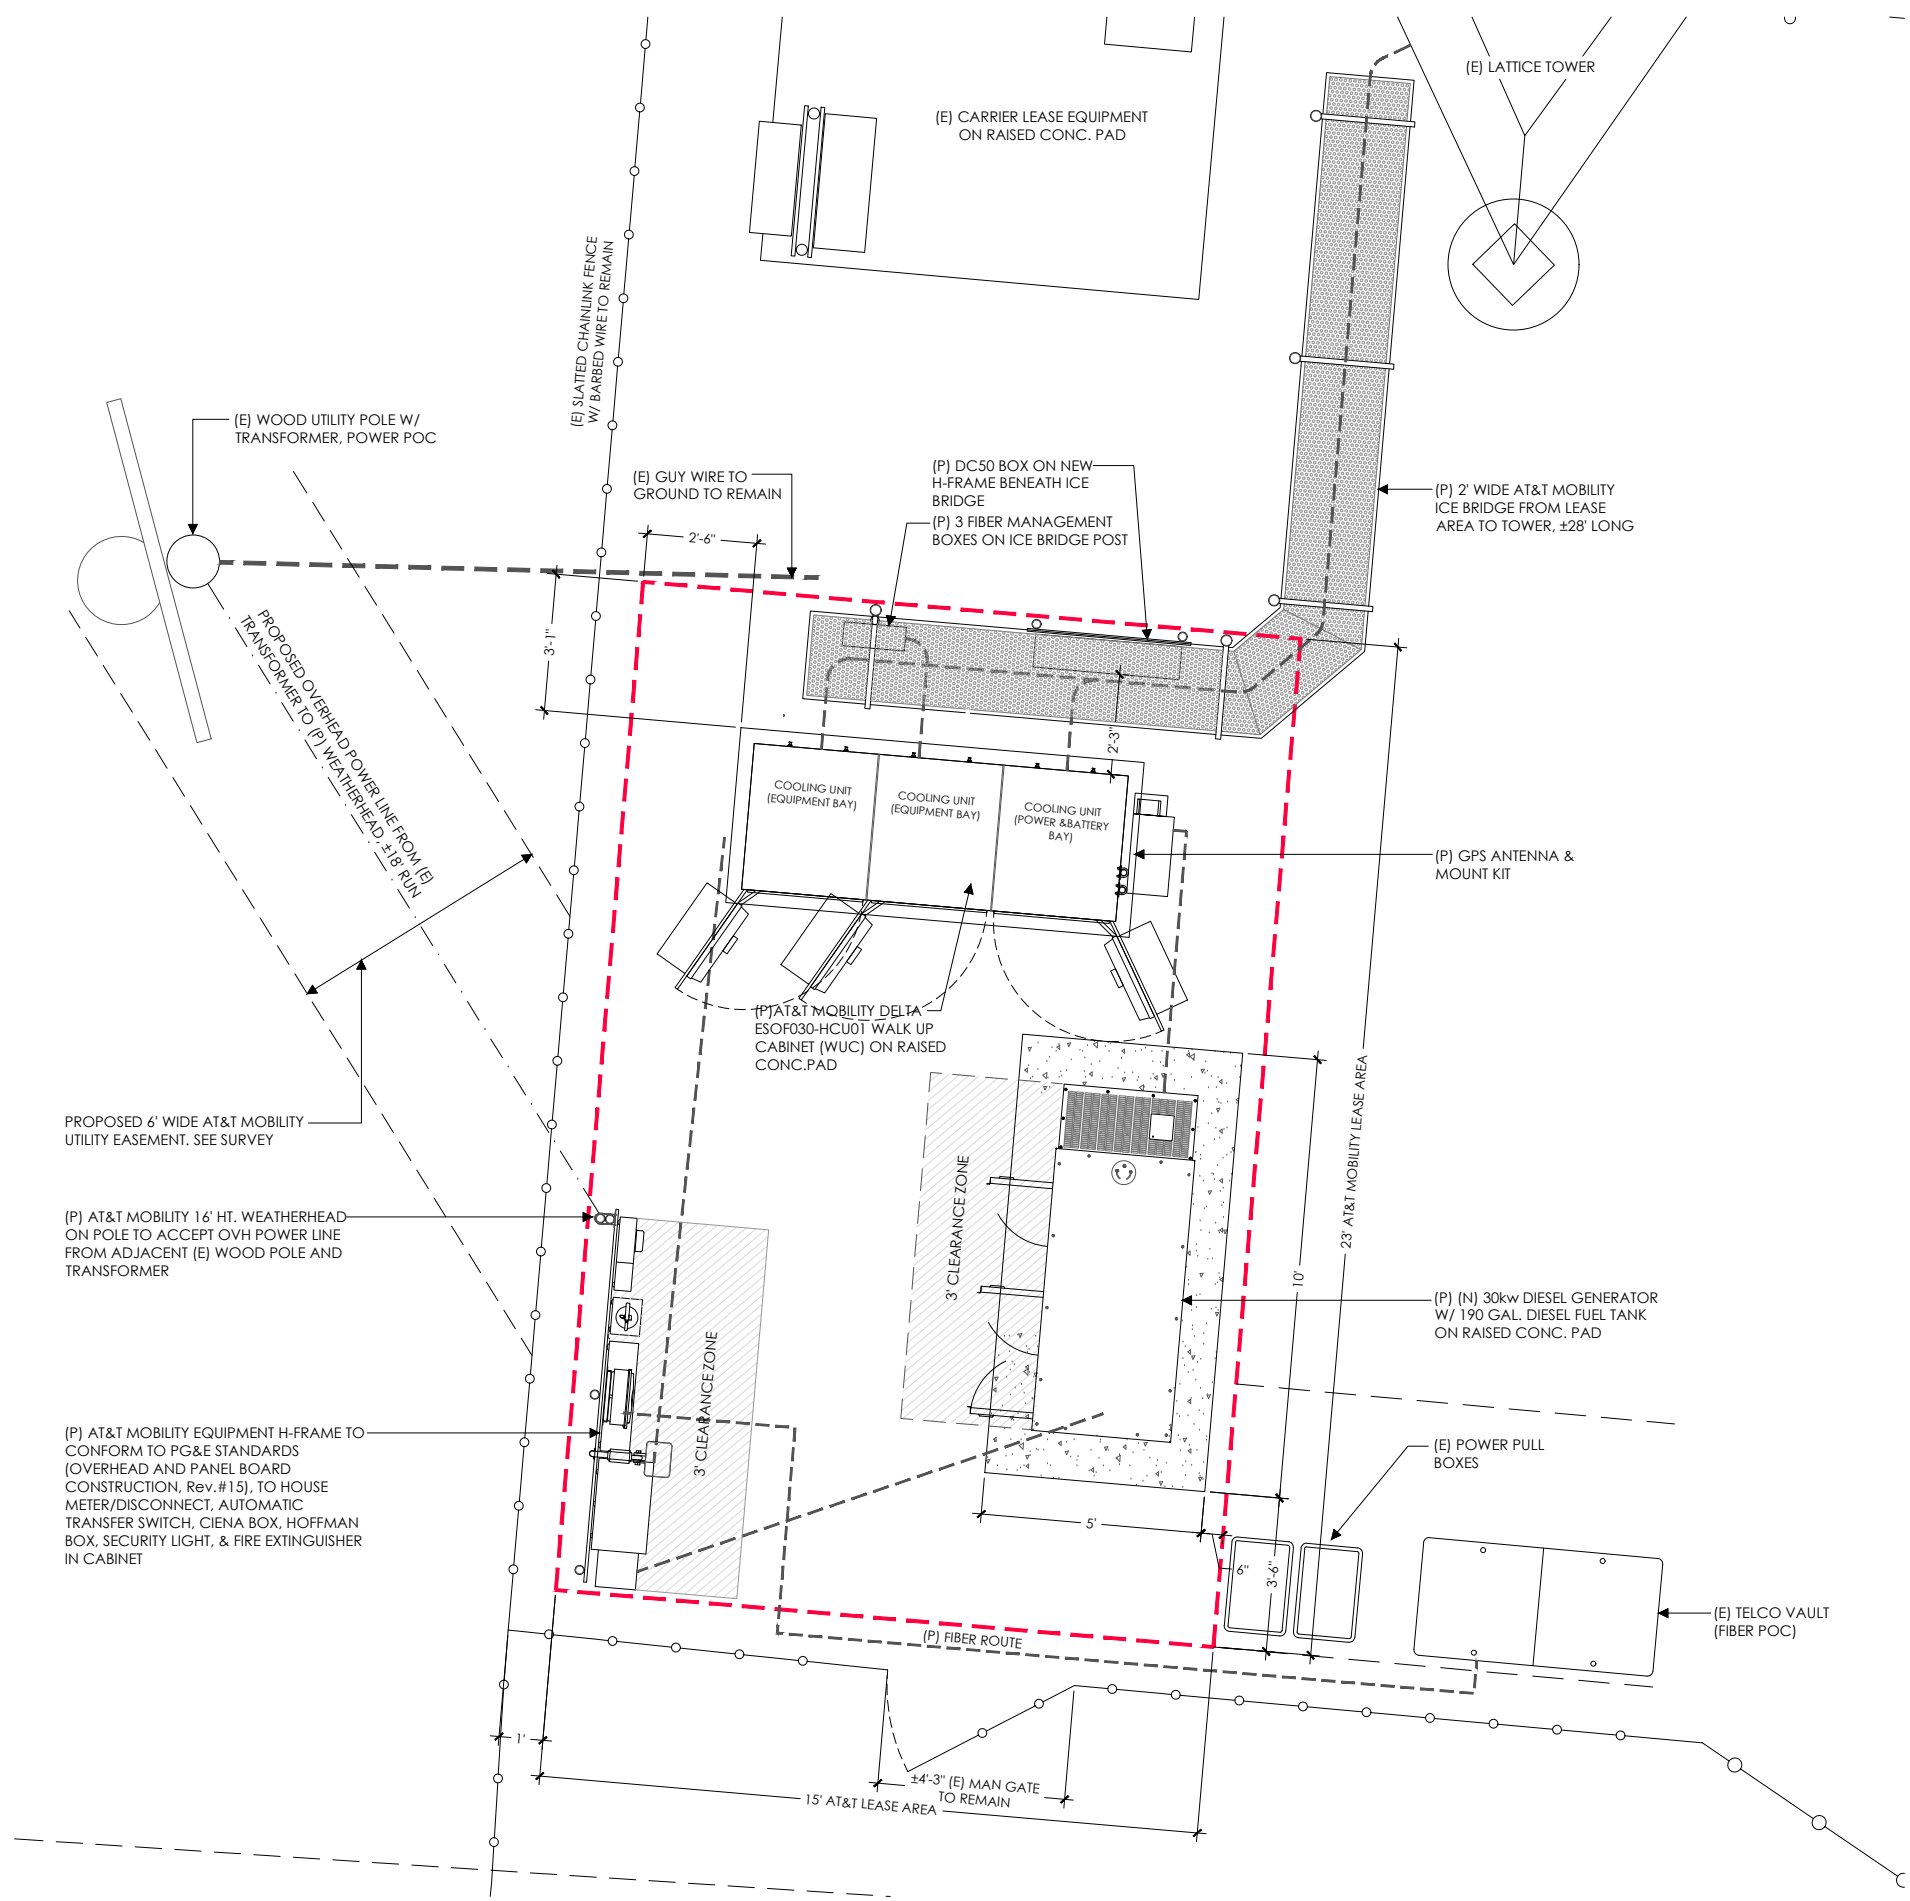 (E) LATTICE TOWER
(E) CARRIER LEASE EQUIPMENT
ON RAISED CONC. PAD
(E) SLATTED CHAINLINK FENCE
W/ BARBED WIRE TO REMAIN
(E) WOOD UTILITY POLE W/
TRANSFORMER, POWER POC
(E) GUY WIRE TO
GROUND TO REMAIN
(P) DC50 BOX ON NEW
H-FRAME BENEATH ICE
BRIDGE
(P) 3 FIBER MANAGEMENT
BOXES ON ICE BRIDGE POST
(P) 2' WIDE AT&T MOBILITY
ICE BRIDGE FROM LEASE
AREA TO TOWER, ±28' LONG
2'-6"
3'-1"
2'-3"
PROPOSED OVERHEAD POWER LINE FROM (E)
TRANSFORMER TO (P) WEATHERHEAD, ±18' RUN
COOLING UNIT
(EQUIPMENT BAY)
COOLING UNIT
(EQUIPMENT BAY)
COOLING UNIT
(POWER &BATTERY
BAY)
(P) GPS ANTENNA &
MOUNT KIT
(P)AT&T MOBILITY DELTA
ESOF030-HCU01 WALK UP
CABINET (WUC) ON RAISED
CONC.PAD
PROPOSED 6' WIDE AT&T MOBILITY
UTILITY EASEMENT. SEE SURVEY
23' AT&T MOBILITY LEASE AREA
3' CLEARANCE ZONE
(P) AT&T MOBILITY 16' HT. WEATHERHEAD
ON POLE TO ACCEPT OVH POWER LINE
FROM ADJACENT (E) WOOD POLE AND
TRANSFORMER
10'
(P) (N) 30kw DIESEL GENERATOR
W/ 190 GAL. DIESEL FUEL TANK
ON RAISED CONC. PAD
3' CLEARANCE ZONE
(P) AT&T MOBILITY EQUIPMENT H-FRAME TO
CONFORM TO PG&E STANDARDS
(OVERHEAD AND PANEL BOARD
CONSTRUCTION, Rev.#15), TO HOUSE
METER/DISCONNECT, AUTOMATIC
TRANSFER SWITCH, CIENA BOX, HOFFMAN
BOX, SECURITY LIGHT, & FIRE EXTINGUISHER
IN CABINET
(E) POWER PULL
BOXES
5'
6"
3'-6"
(E) TELCO VAULT
(FIBER POC)
(P) FIBER ROUTE
1'
±4'-3" (E) MAN GATE
TO REMAIN
15' AT&T LEASE AREA